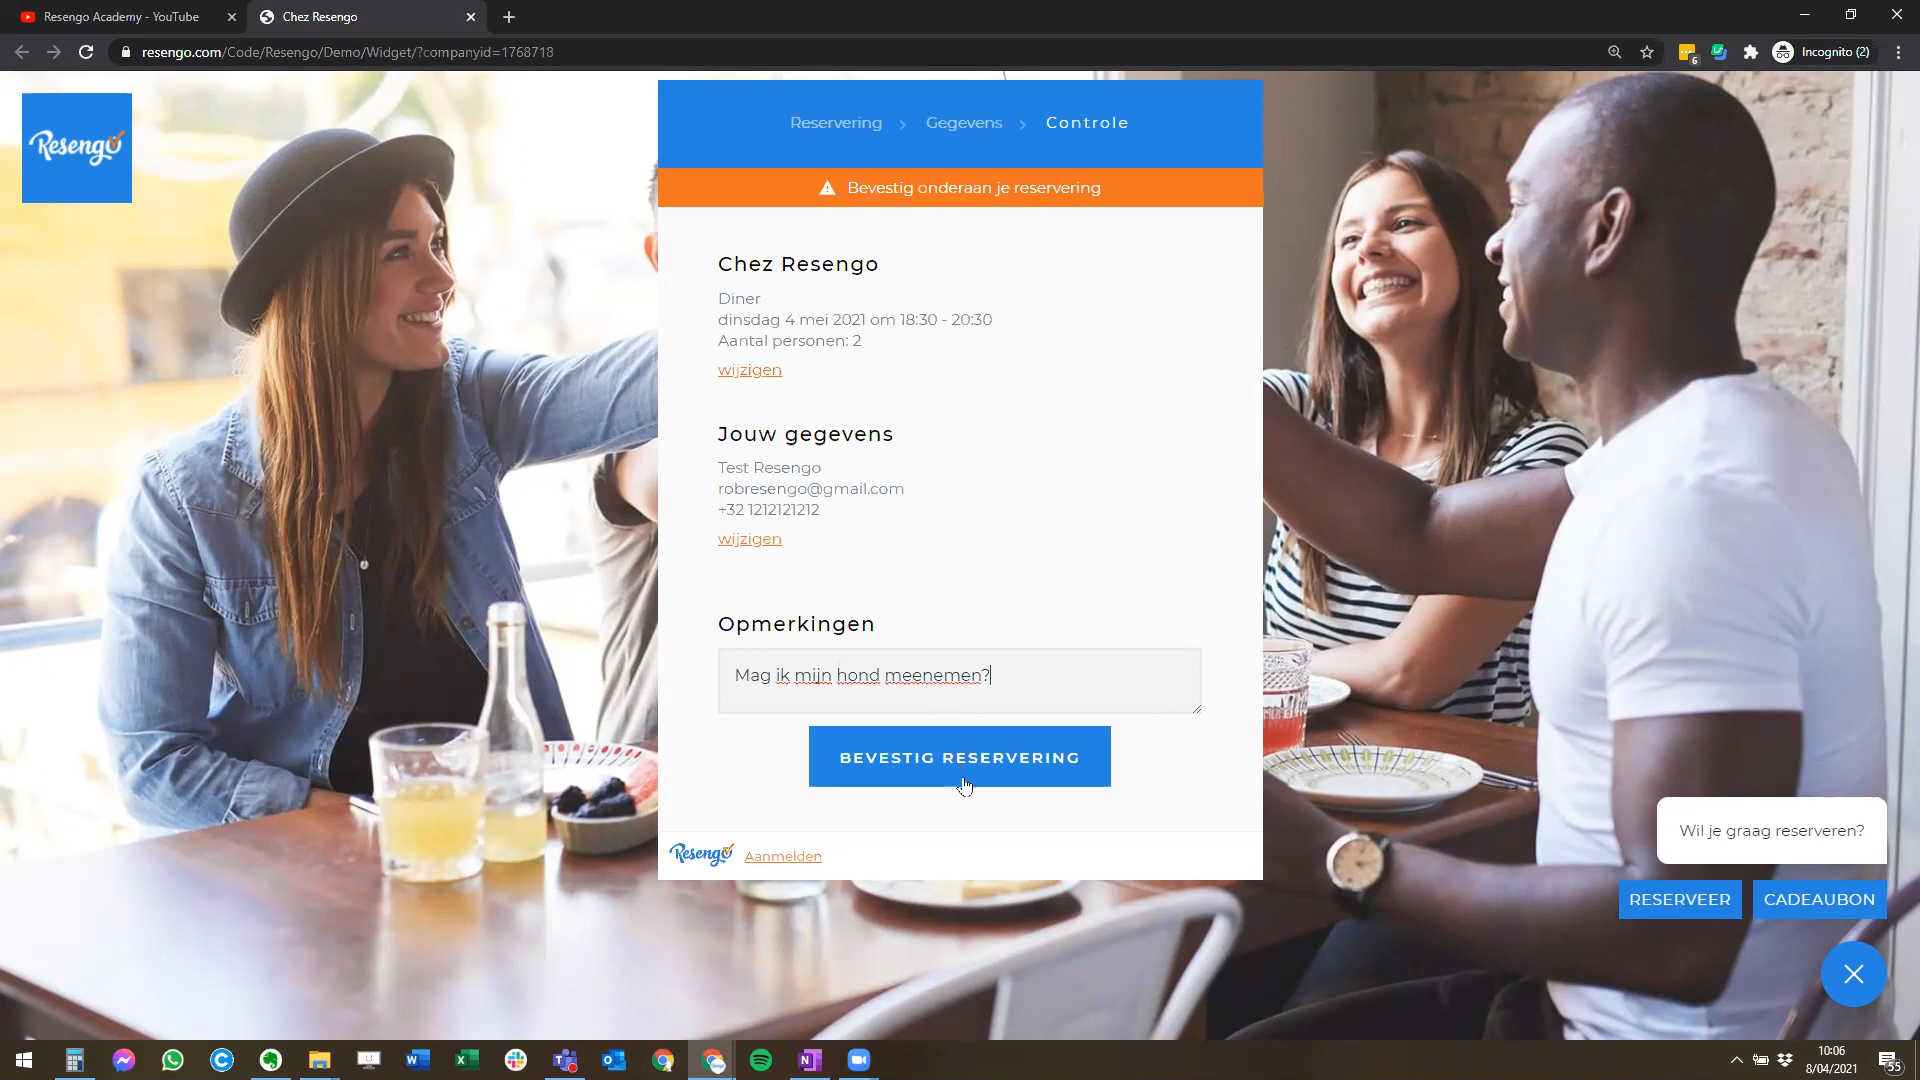 Resengo Academy - YouTube
Chez Resengo
resengo.com/Code/Resengo/Demo/Widget/?companyid=1768718
6
Incognito (2)
Resengo
Reservering > Gegevens > Controle
Bevestig onderaan je reservering
Chez Resengo
Diner
dinsdag 4 mei 2021 om 18:30 - 20:30
Aantal personen: 2
wijzigen
Jouw gegevens
Test Resengo
robresengo@gmail.com
+32 1212121212
wijzigen
Opmerkingen
Mag ik mijn hond meenemen?
BEVESTIG RESERVERING
Resengo Aanmelden
Wil je graag reserveren?
RESERVEER CADEAUBON
10:06
8/04/2021
55